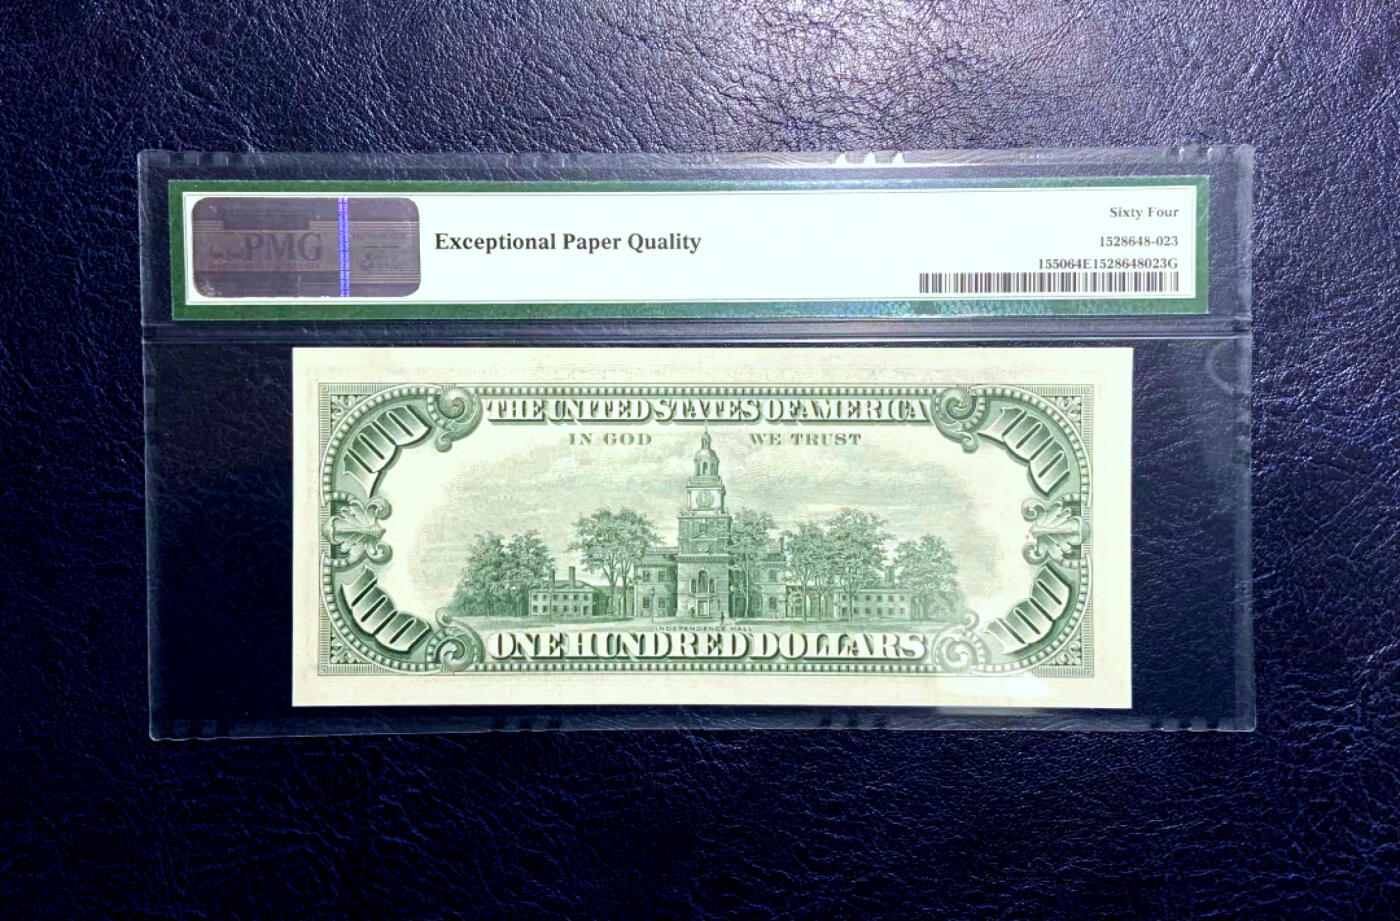 PMG
Exceptional Paper Quality
Sixty Four
1528648-023
155064E1528648023G
100
100
THE UNITED STATES OF AMERICA
IN GOD WE TRUST
INDEPENDENCE HALL
100
100
ONE HUNDRED DOLLARS